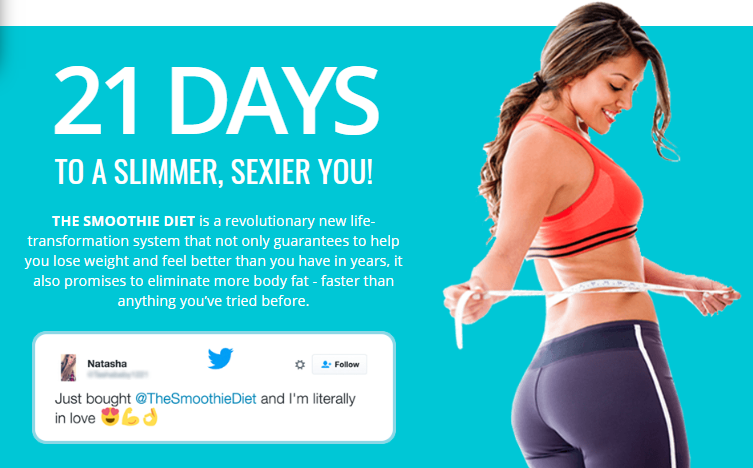 21 DAYS
TO A SLIMMER, SEXIER YOU!
THE SMOOTHIE DIET is a revolutionary new life-
transformation system that not only guarantees to help
you lose weight and feel better than you have in years, it
also promises to eliminate more body fat - faster than
anything you've tried before.
Natasha
Follow
Just bought @TheSmoothieDiet and I'm literally
in love 😍💪👌